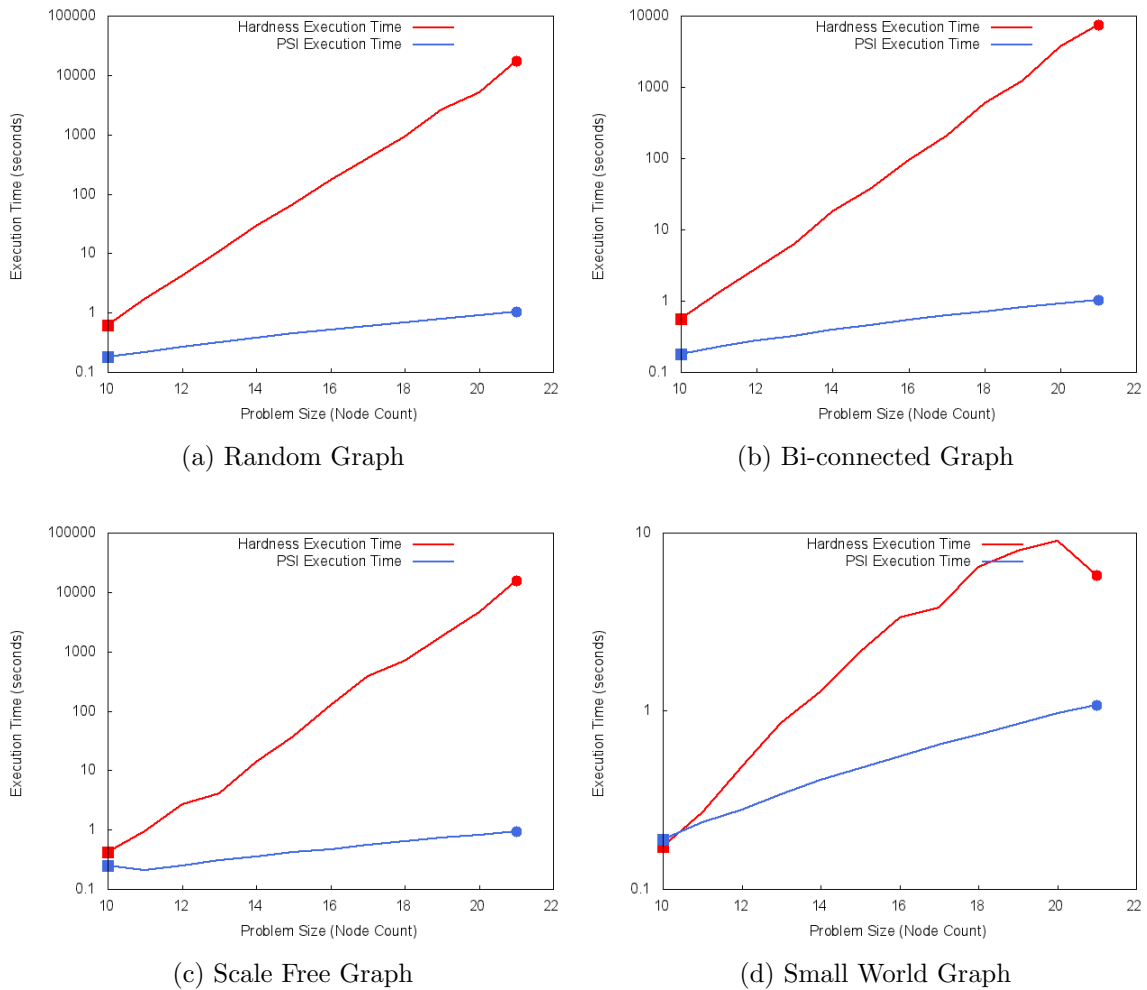 100000
10000
1000
100
10
1
0.1
Execution Time (seconds)
Hardness Execution Time
PSI Execution Time
10 12 14 16 18 20 22
Problem Size (Node Count)
(a) Random Graph
10000
1000
100
10
1
0.1
Execution Time (seconds)
Hardness Execution Time
PSI Execution Time
10 12 14 16 18 20 22
Problem Size (Node Count)
(b) Bi-connected Graph
100000
10000
1000
100
10
1
0.1
Execution Time (seconds)
Hardness Execution Time
PSI Execution Time
10 12 14 16 18 20 22
Problem Size (Node Count)
(c) Scale Free Graph
10
1
0.1
Execution Time (seconds)
Hardness Execution Time
PSI Execution Time
10 12 14 16 18 20 22
Problem Size (Node Count)
(d) Small World Graph